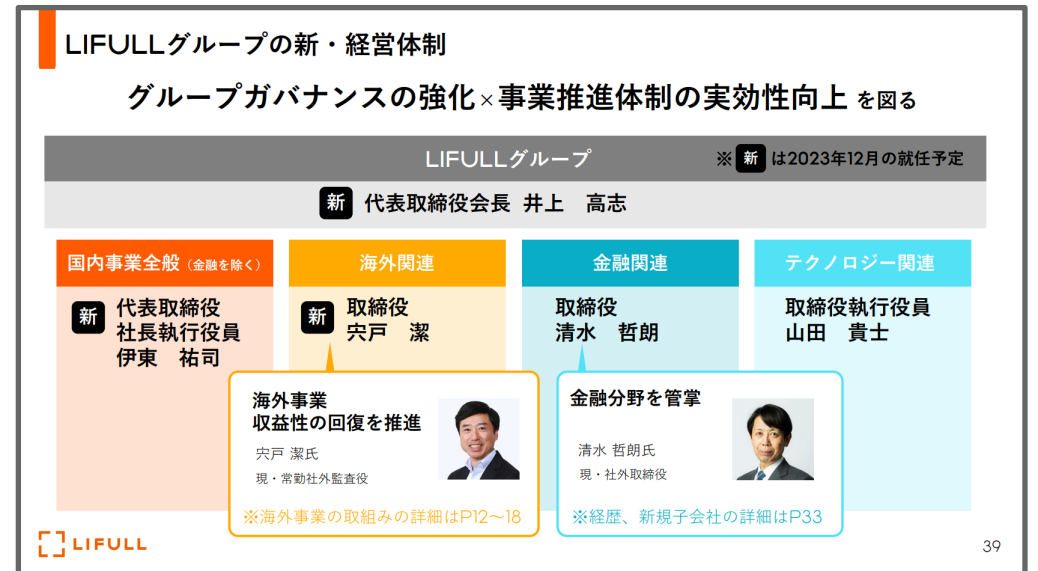 LIFULLグループの新・経営体制
グループガバナンスの強化×事業推進体制の実効性向上 を図る
LIFULLグループ
※ 新 は2023年12月の就任予定
新 代表取締役会長 井上 高志
国内事業全般（金融を除く）
新
代表取締役
社長執行役員
伊東 祐司
海外関連
新
取締役
宍戸 潔
海外事業
収益性の回復を推進
宍戸 潔氏
現・常勤社外監査役
※海外事業の取組みの詳細はP12～18
金融関連
取締役
清水 哲朗
金融分野を管掌
清水 哲朗氏
現・社外取締役
※経歴、新規子会社の詳細はP33
テクノロジー関連
取締役執行役員
山田 貴士
LIFULL
39